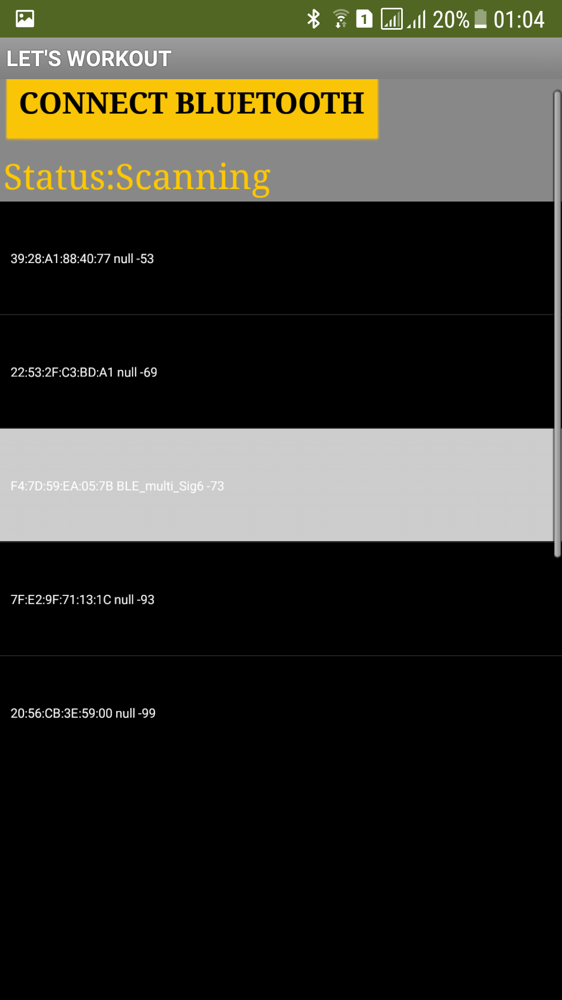 1 20% 01:04
LET'S WORKOUT
CONNECT BLUETOOTH
Status:Scanning
39:28:A1:88:40:77 null -53
22:53:2F:C3:BD:A1 null -69
F4:7D:59:EA:05:7B BLE_multi_Sig6 -73
7F:E2:9F:71:13:1C null -93
20:56:CB:3E:59:00 null -99